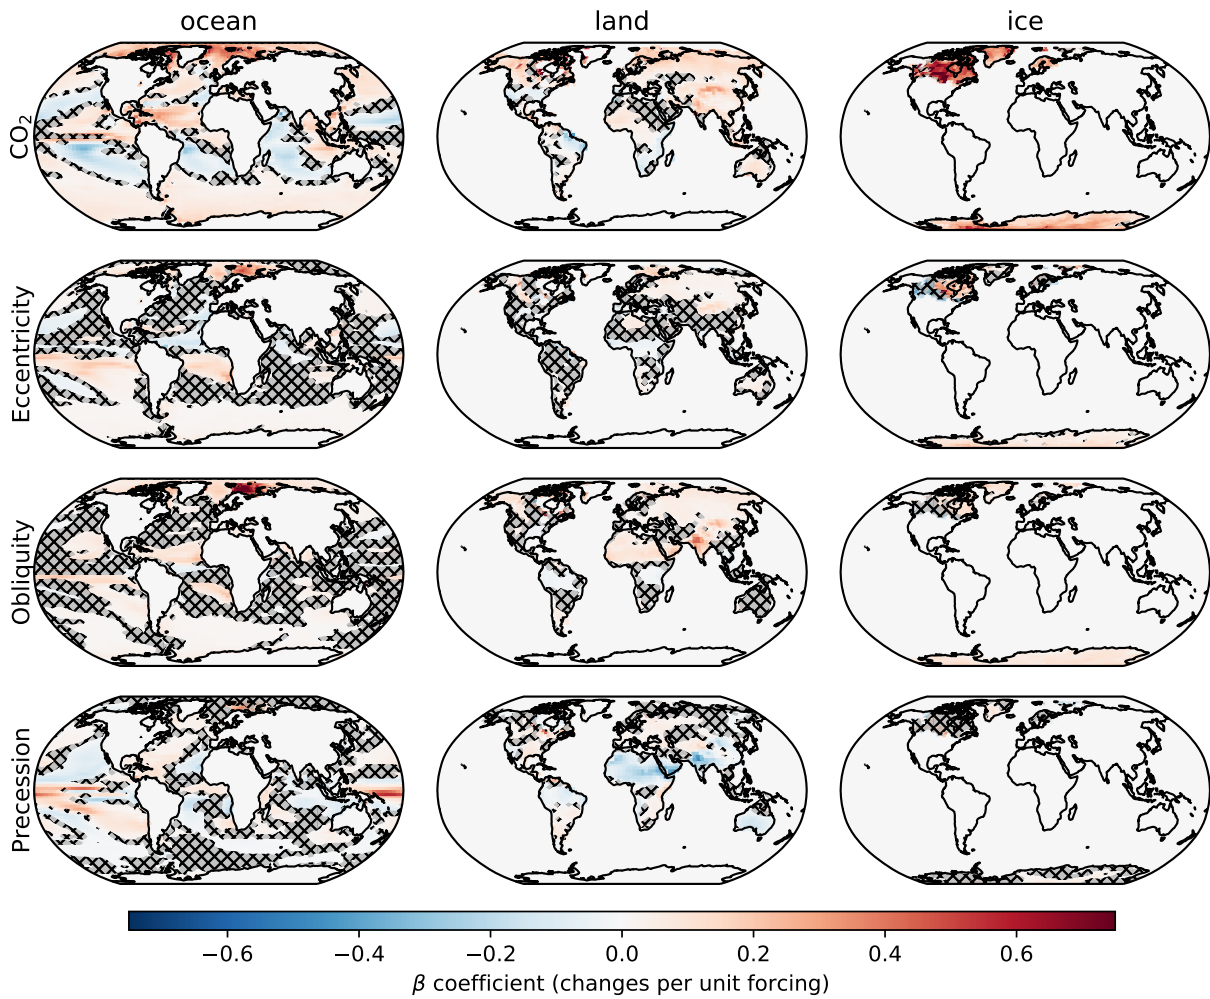 ocean land ice
CO₂
Eccentricity
Obliquity
Precession
−0.6 −0.4 −0.2 0.0 0.2 0.4 0.6
β coefficient (changes per unit forcing)